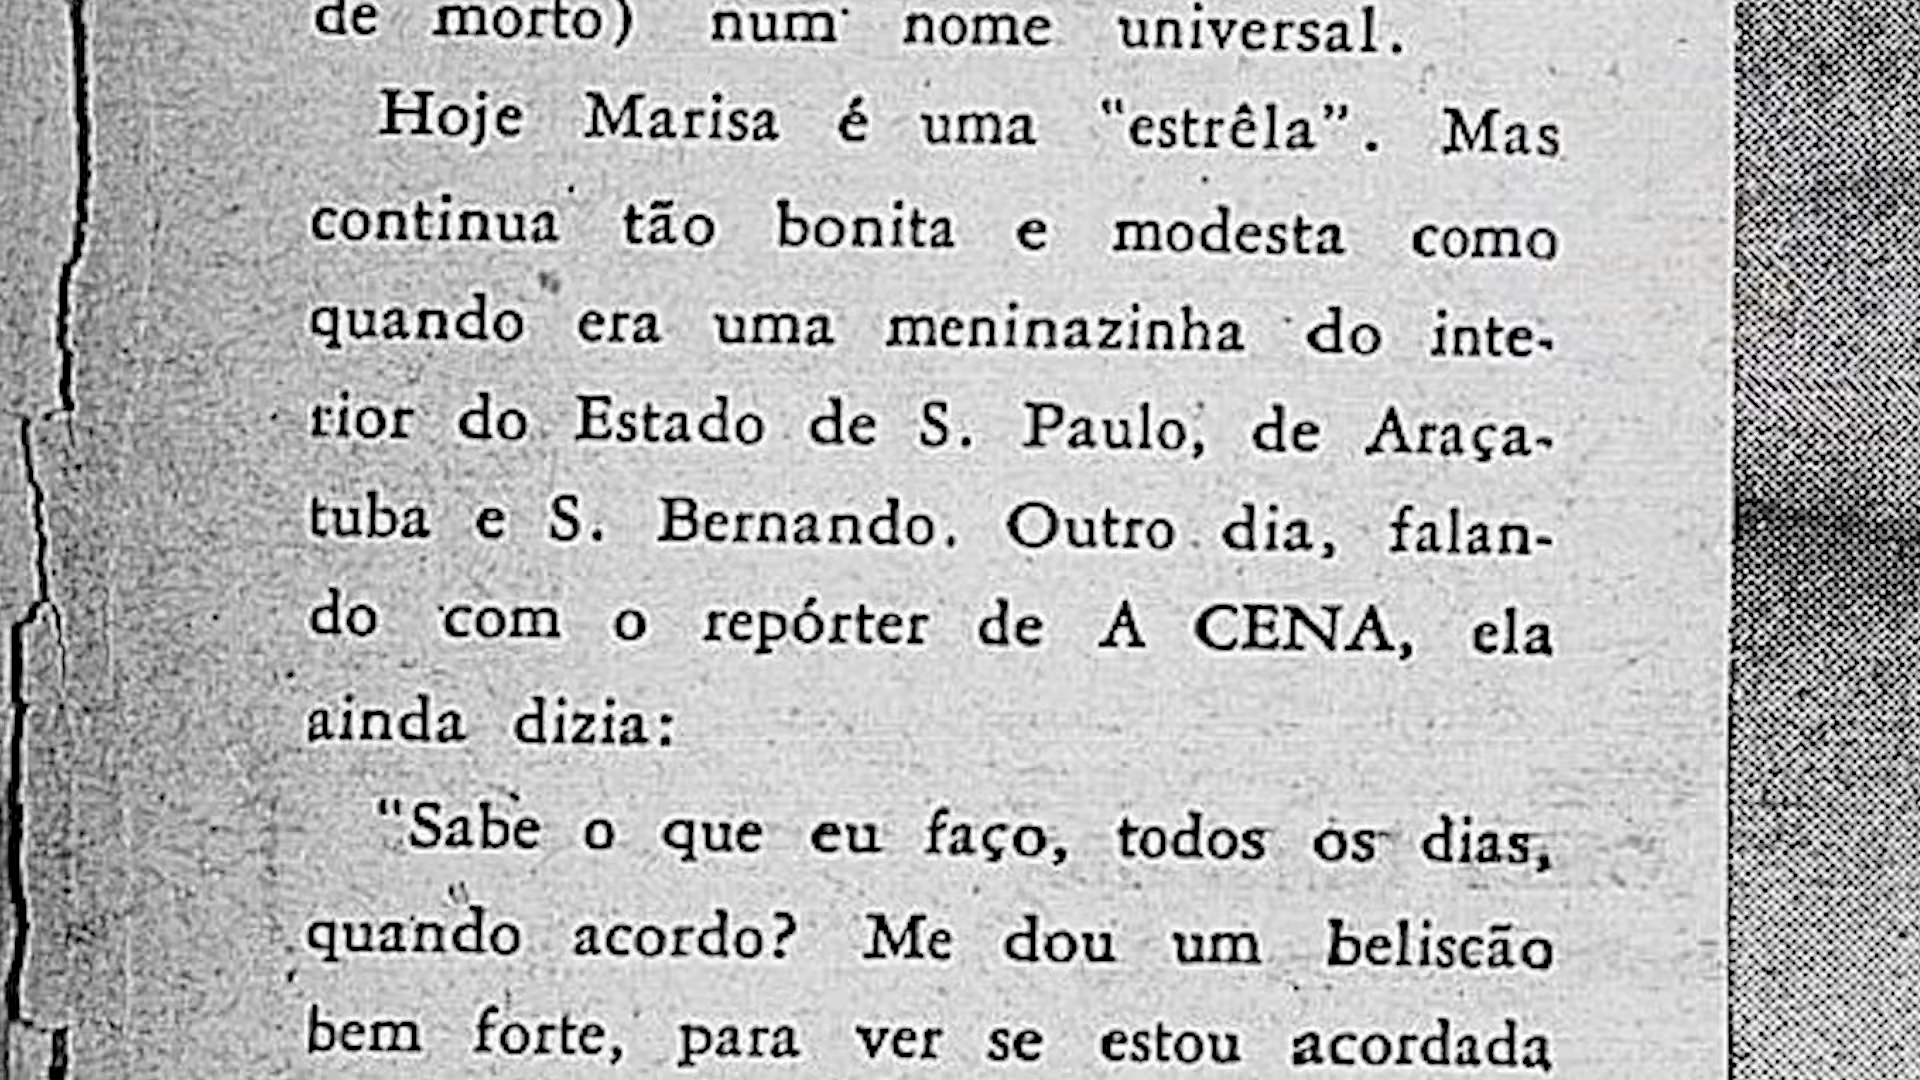 de morto) num nome universal.
Hoje Marisa é uma "estrêla". Mas
continua tão bonita e modesta como
quando era uma meninazinha do inte-
rior do Estado de S. Paulo, de Araça-
tuba e S. Bernando. Outro dia, falan-
do com o repórter de A CENA, ela
ainda dizia:
"Sabe o que eu faço, todos os dias,
quando acordo? Me dou um beliscão
bem forte, para ver se estou acordada